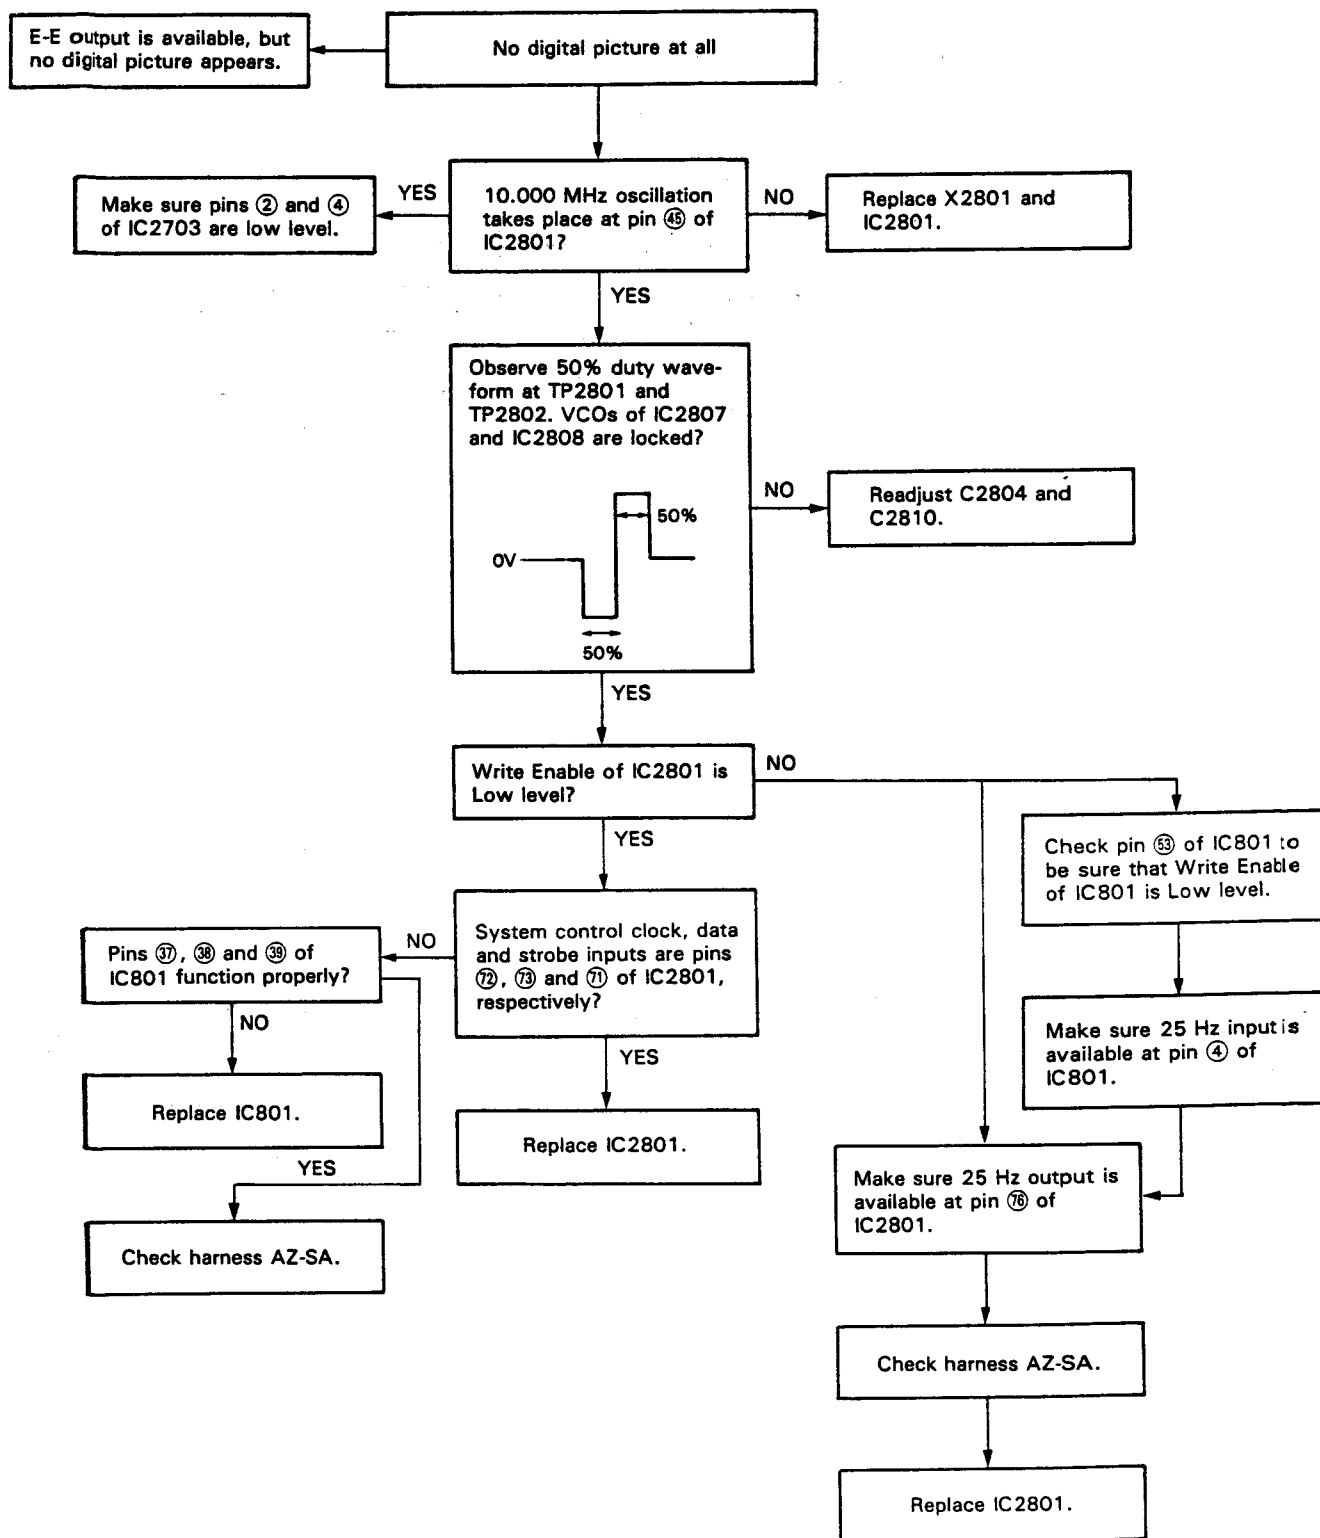 E-E output is available, but
no digital picture appears.
No digital picture at all
Make sure pins ② and ④
of IC2703 are low level.
YES
10.000 MHz oscillation
takes place at pin ㊺ of
IC2801?
NO
Replace X2801 and
IC2801.
YES
Observe 50% duty wave-
form at TP2801 and
TP2802. VCOs of IC2807
and IC2808 are locked?
50%
0V
50%
NO
Readjust C2804 and
C2810.
YES
Write Enable of IC2801 is
Low level?
NO
YES
Check pin 53 of IC801 to
be sure that Write Enable
of IC801 is Low level.
Pins ㊲, ㊳ and ㊴ of
IC801 function properly?
NO
System control clock, data
and strobe inputs are pins
72, 73 and 71 of IC2801,
respectively?
NO
YES
Make sure 25 Hz input is
available at pin ④ of
IC801.
Replace IC801.
Replace IC2801.
YES
Make sure 25 Hz output is
available at pin 76 of
IC2801.
Check harness AZ-SA.
Check harness AZ-SA.
Replace IC2801.